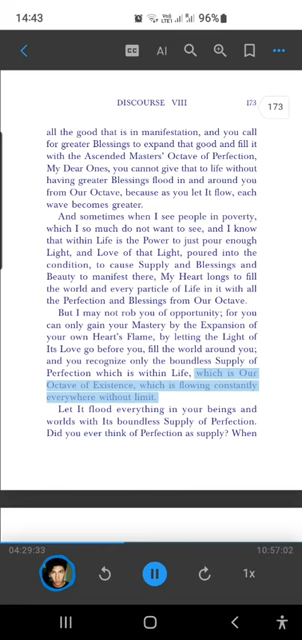 14:43
96%
CC
AI
DISCOURSE VIII
173
173
all the good that is in manifestation, and you call
for greater Blessings to expand that good and fill it
with the Ascended Masters' Octave of Perfection,
My Dear Ones, you cannot give that to life without
having greater Blessings flood in and around you
from Our Octave, because as you let It flow, each
wave becomes greater.
And sometimes when I see people in poverty,
which I so much do not want to see, and I know
that within Life is the Power to just pour enough
Light, and Love of that Light, poured into the
condition, to cause Supply and Blessings and
Beauty to manifest there, My Heart longs to fill
the world and every particle of Life in it with all
the Perfection and Blessings from Our Octave.
But I may not rob you of opportunity; for you
can only gain your Mastery by the Expansion of
your own Heart's Flame, by letting the Light of
Its Love go before you, fill the world around you;
and you recognize only the boundless Supply of
Perfection which is within Life, which is Our
Octave of Existence, which is flowing constantly
everywhere without limit.
Let It flood everything in your beings and
worlds with Its boundless Supply of Perfection.
Did you ever think of Perfection as supply? When
04:29:33
10:57:02
1x